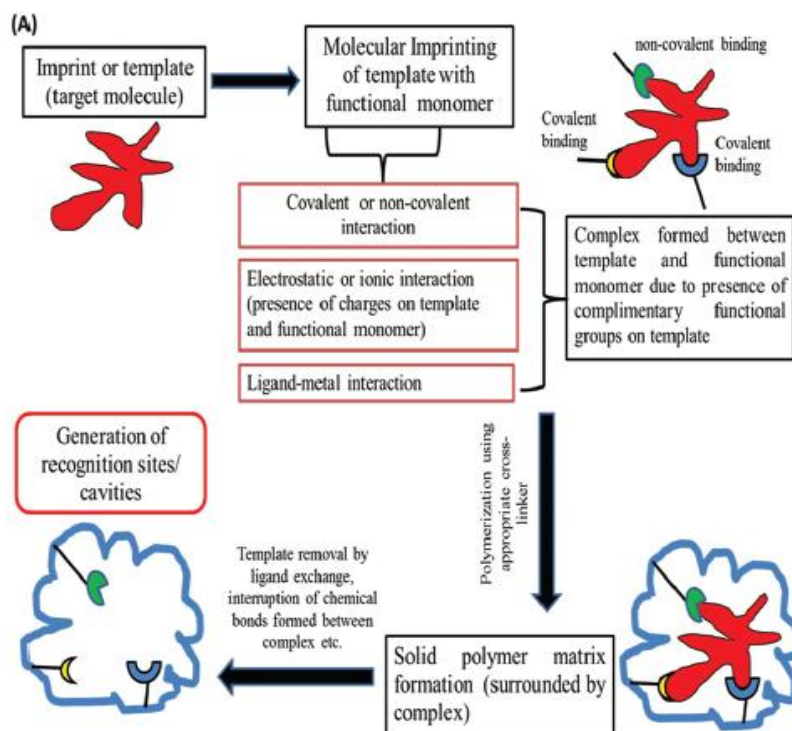 (A)
Imprint or template
(target molecule)
Molecular Imprinting
of template with
functional monomer
non-covalent binding
Covalent
binding
Covalent
binding
Covalent or non-covalent
interaction
Electrostatic or ionic interaction
(presence of charges on template
and functional monomer)
Ligand-metal interaction
Complex formed between
template and functional
monomer due to presence of
complimentary functional
groups on template
Polymerization using
appropriate cross-
linker
Generation of
recognition sites/
cavities
Template removal by
ligand exchange,
interruption of chemical
bonds formed between
complex etc.
Solid polymer matrix
formation (surrounded by
complex)